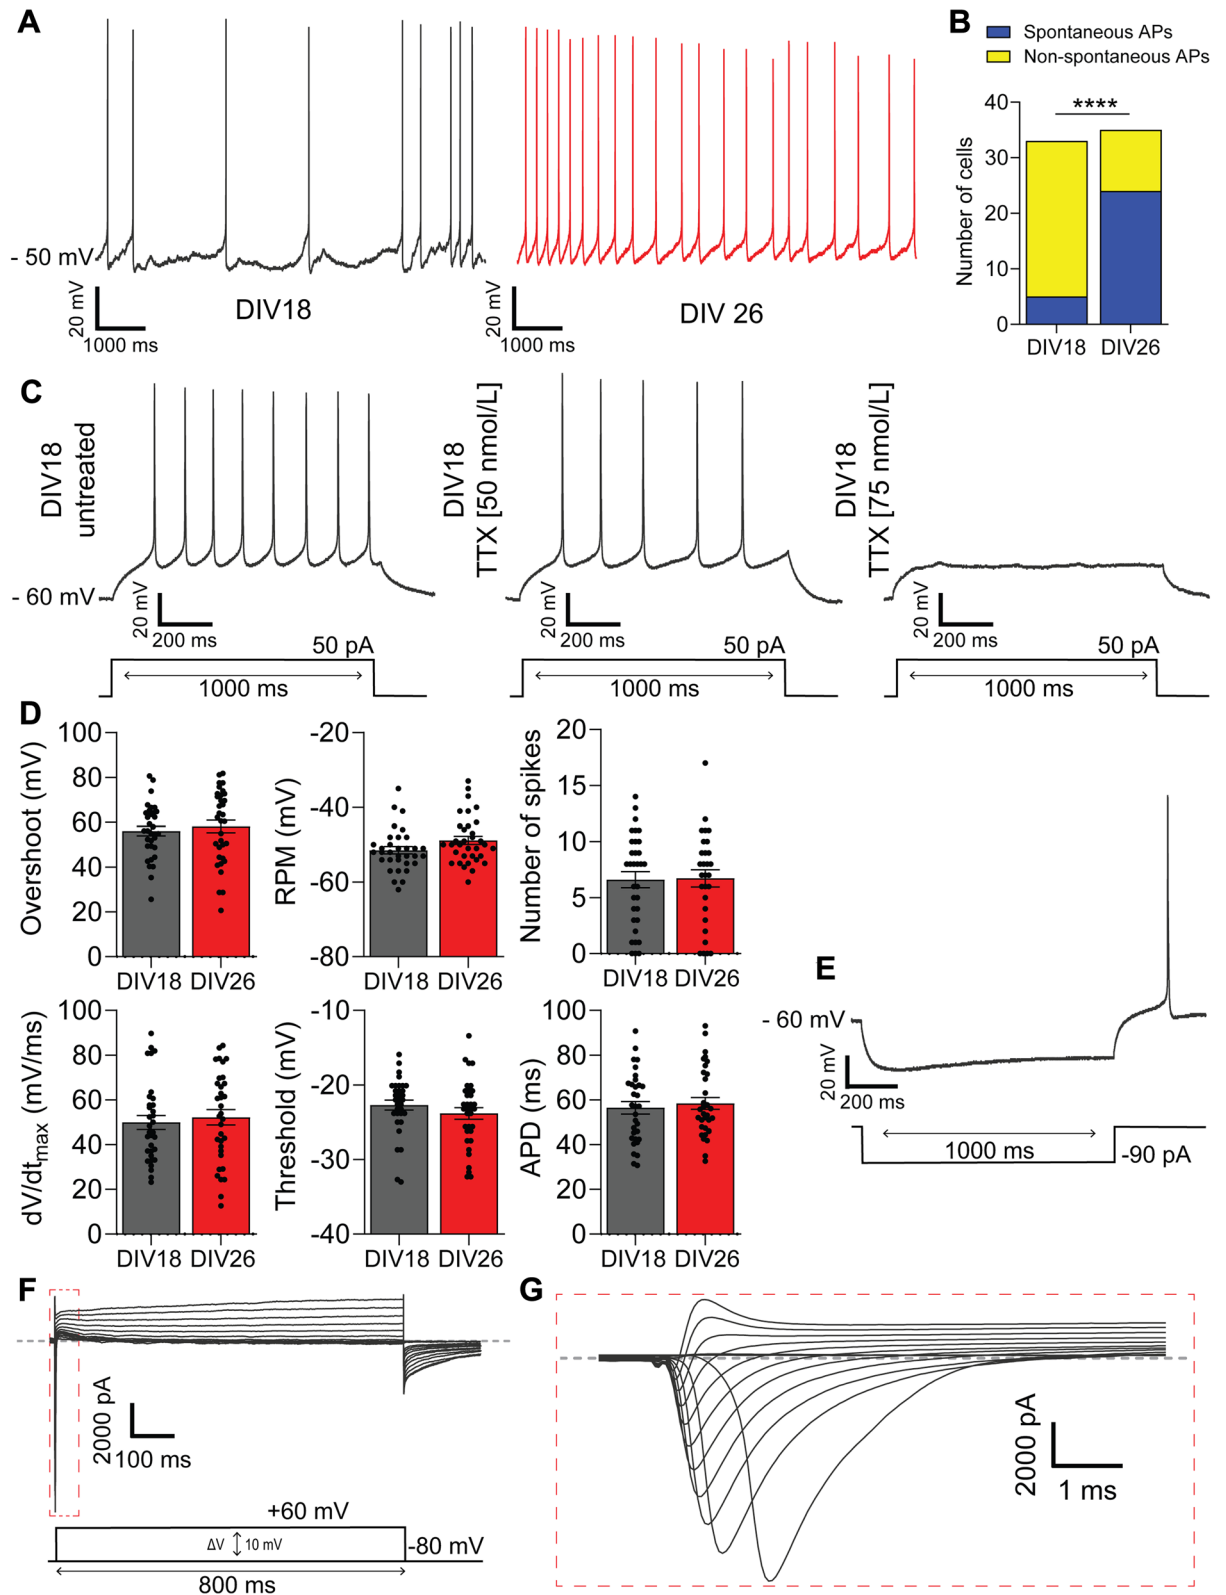 A
- 50 mV
20 mV
1000 ms
DIV18
20 mV
1000 ms
DIV 26
B
Spontaneous APs
Non-spontaneous APs
****
Number of cells
40
30
20
10
0
DIV18
DIV26
C
DIV18
untreated
- 60 mV
20 mV
200 ms
50 pA
1000 ms
DIV18
TTX [50 nmol/L]
20 mV
200 ms
50 pA
1000 ms
DIV18
TTX [75 nmol/L]
20 mV
200 ms
50 pA
1000 ms
D
Overshoot (mV)
100
80
60
40
20
0
DIV18
DIV26
RPM (mV)
-20
-40
-60
-80
DIV18
DIV26
Number of spikes
20
15
10
5
0
DIV18
DIV26
dV/dtmax (mV/ms)
100
80
60
40
20
0
DIV18
DIV26
Threshold (mV)
-10
-20
-30
-40
DIV18
DIV26
APD (ms)
100
80
60
40
20
0
DIV18
DIV26
E
- 60 mV
20 mV
200 ms
1000 ms
-90 pA
F
2000 pA
100 ms
+60 mV
ΔV
10 mV
-80 mV
800 ms
G
2000 pA
1 ms